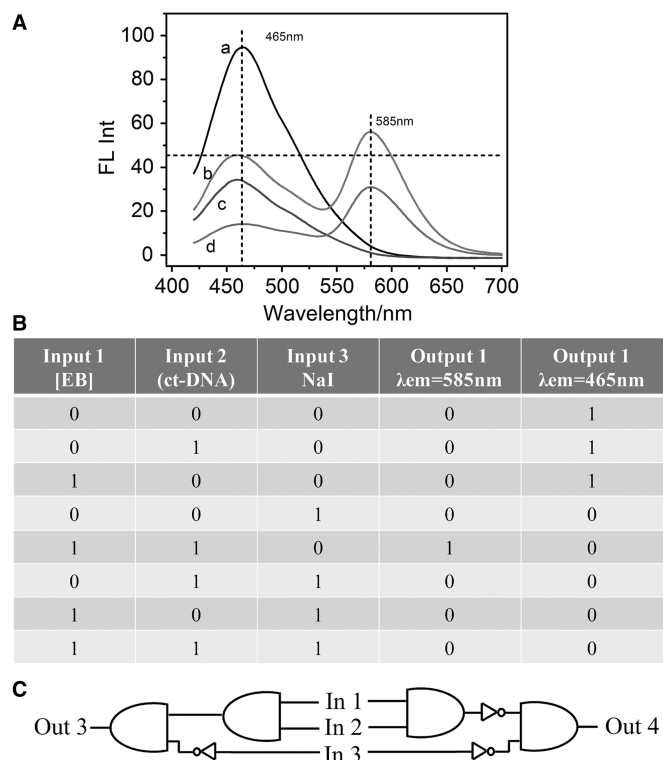 A
100
80
60
40
20
0
FL Int
a
b
c
d
465nm
585nm
400 450 500 550 600 650 700
Wavelength/nm
B
Input 1 [EB] Input 2 (ct-DNA) Input 3 NaI Output 1 λem=585nm Output 1 λem=465nm
0 0 0 0 1
0 1 0 0 1
1 0 0 0 1
0 0 1 0 0
1 1 0 1 0
0 1 1 0 0
1 0 1 0 0
1 1 1 0 0
C
In 1
Out 3 In 2 Out 4
In 3